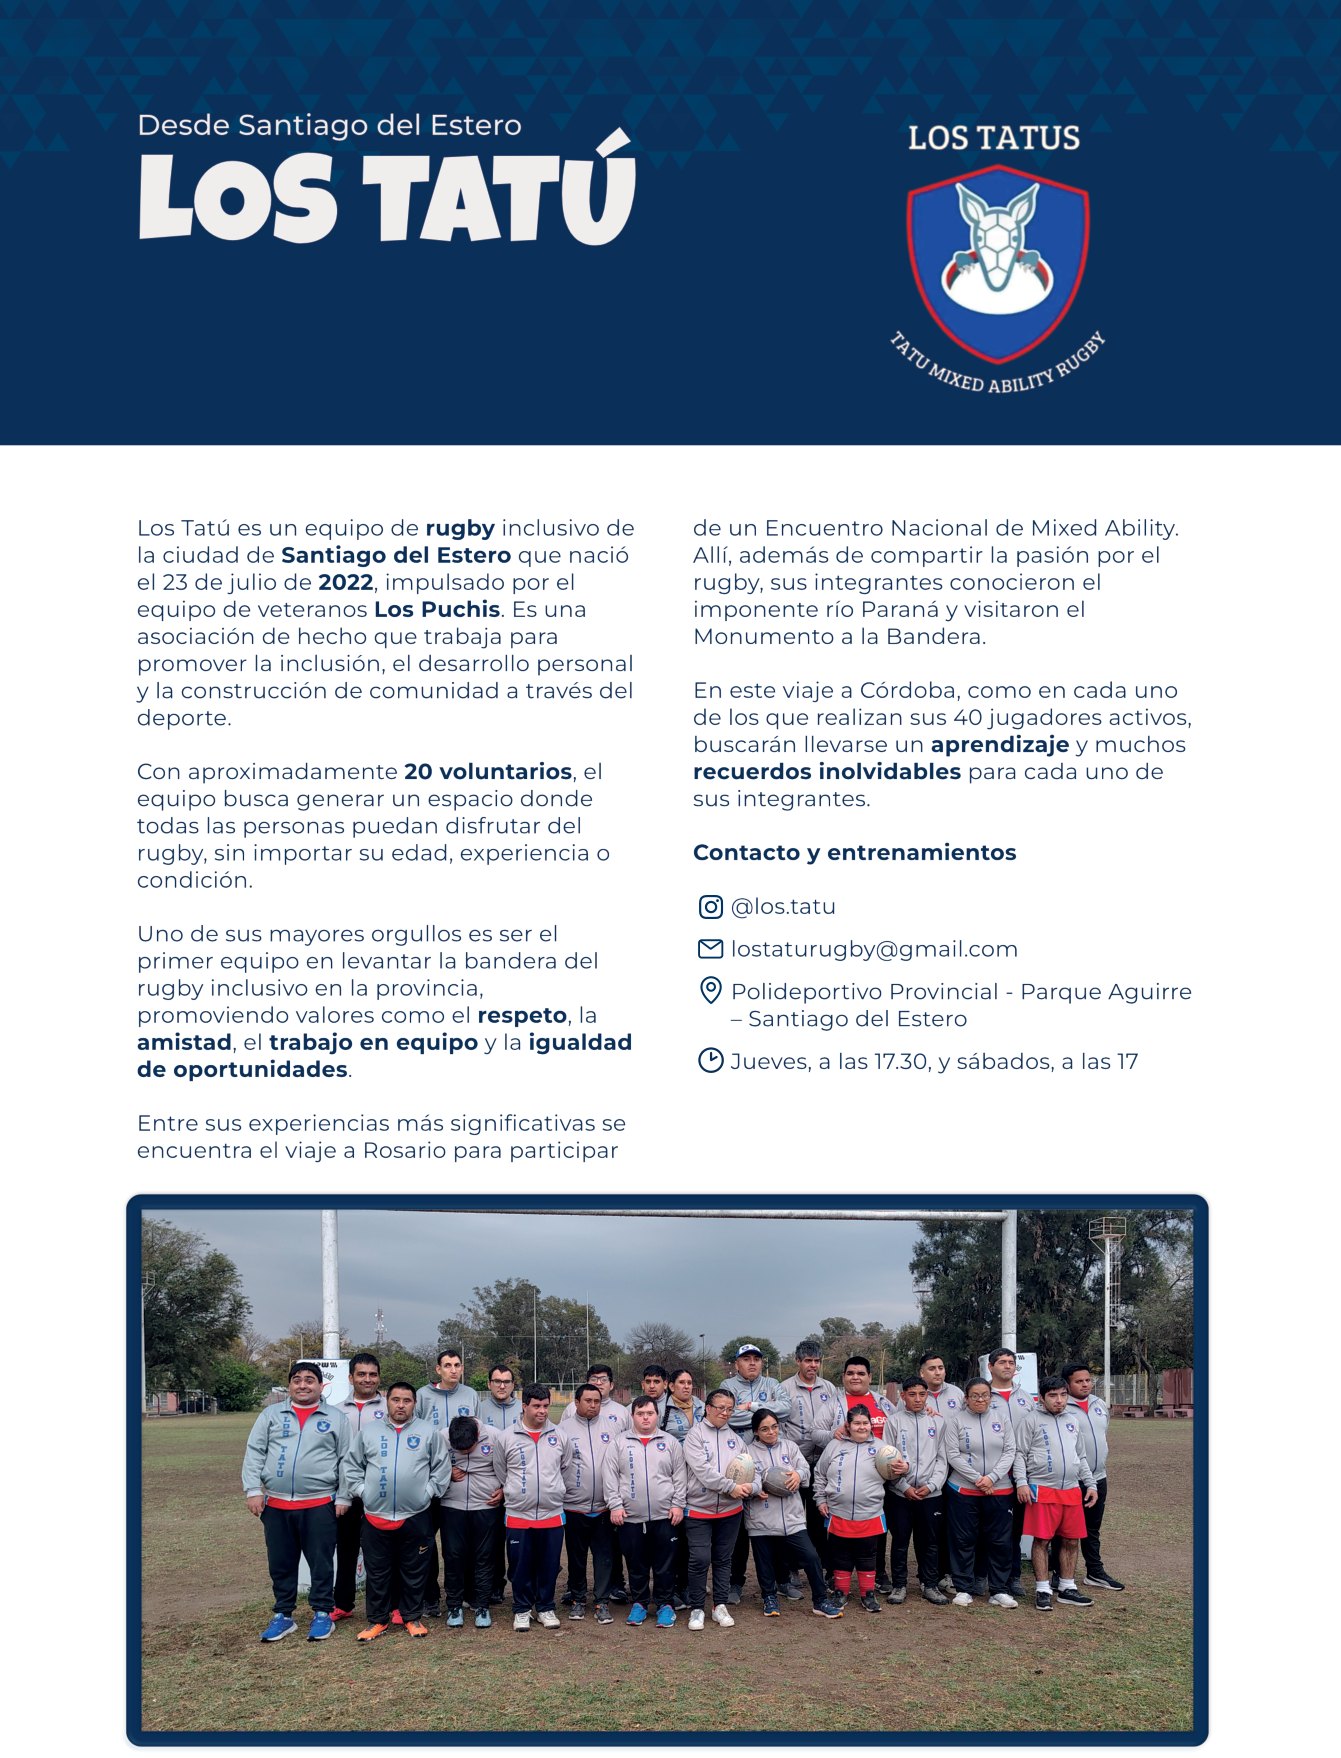 Desde Santiago del Estero
LOS TATÚ
LOS TATUS
TATU MIXED ABILITY RUGBY
Los Tatú es un equipo de rugby inclusivo de
la ciudad de Santiago del Estero que nació
el 23 de julio de 2022, impulsado por el
equipo de veteranos Los Puchis. Es una
asociación de hecho que trabaja para
promover la inclusión, el desarrollo personal
y la construcción de comunidad a través del
deporte.
Con aproximadamente 20 voluntarios, el
equipo busca generar un espacio donde
todas las personas puedan disfrutar del
rugby, sin importar su edad, experiencia o
condición.
Uno de sus mayores orgullos es ser el
primer equipo en levantar la bandera del
rugby inclusivo en la provincia,
promoviendo valores como el respeto, la
amistad, el trabajo en equipo y la igualdad
de oportunidades.
Entre sus experiencias más significativas se
encuentra el viaje a Rosario para participar
de un Encuentro Nacional de Mixed Ability.
Allí, además de compartir la pasión por el
rugby, sus integrantes conocieron el
imponente río Paraná y visitaron el
Monumento a la Bandera.
En este viaje a Córdoba, como en cada uno
de los que realizan sus 40 jugadores activos,
buscarán llevarse un aprendizaje y muchos
recuerdos inolvidables para cada uno de
sus integrantes.
Contacto y entrenamientos
@los.tatu
lostaturugby@gmail.com
Polideportivo Provincial - Parque Aguirre
– Santiago del Estero
Jueves, a las 17.30, y sábados, a las 17
LOS TATU
LOS TATU
LOS TATU
LOS TATU